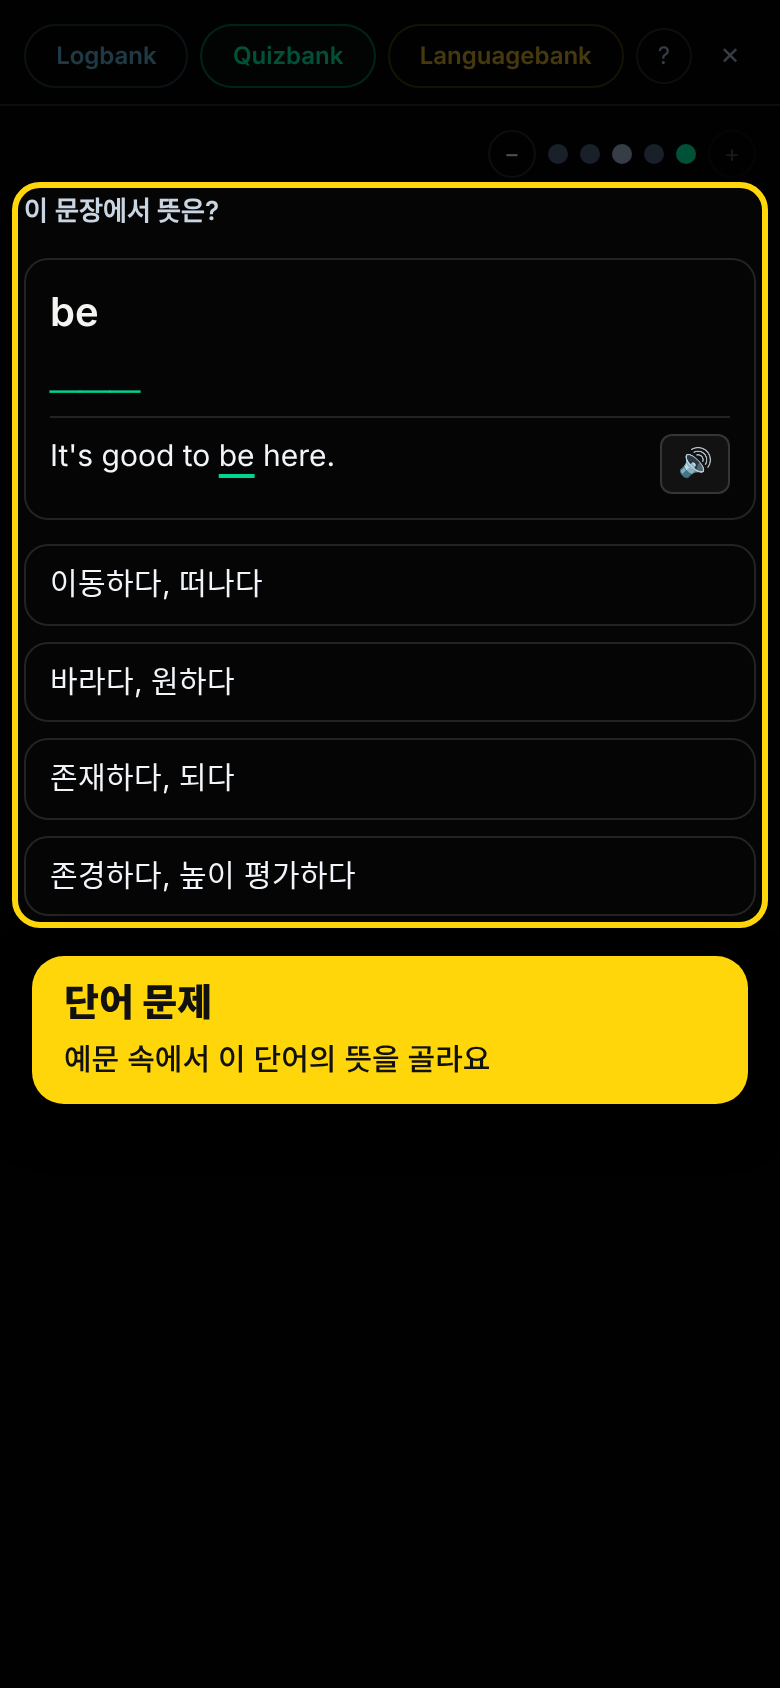 Logbank Quizbank Languagebank ? ×
− +
이 문장에서 뜻은?
be
It's good to be here.
이동하다, 떠나다
바라다, 원하다
존재하다, 되다
존경하다, 높이 평가하다
단어 문제
예문 속에서 이 단어의 뜻을 골라요